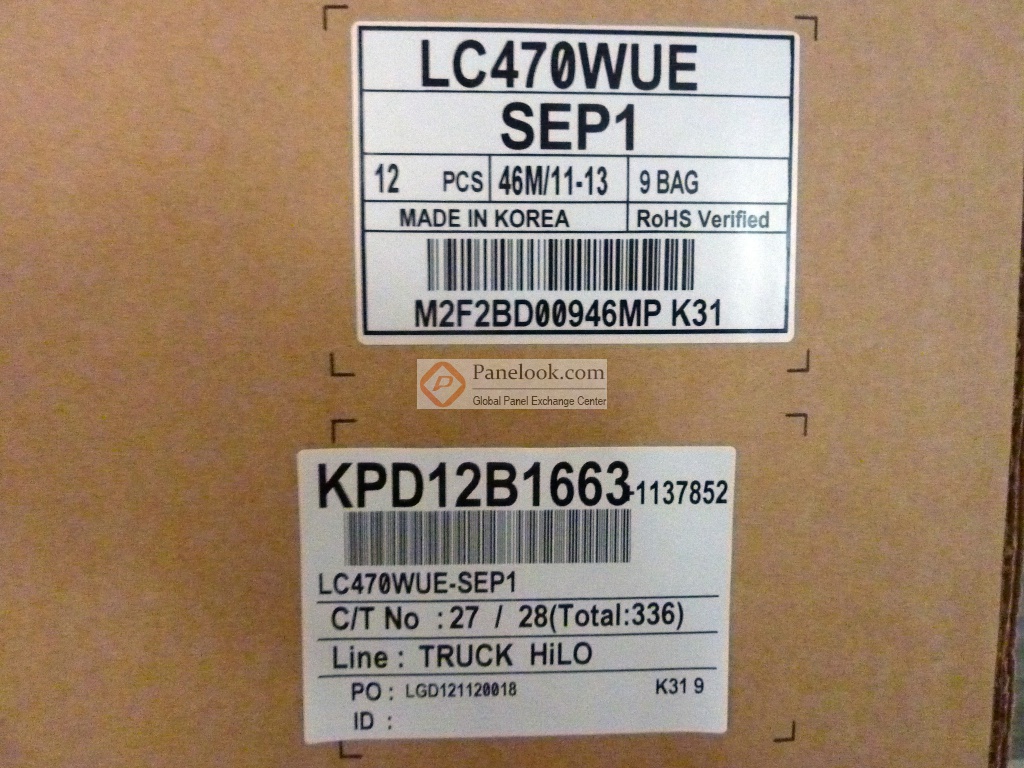 LC470WUE
SEP1
12 PCS 46M/11-13 9 BAG
MADE IN KOREA RoHS Verified
M2F2BD00946MP K31
Panelook.com
Global Panel Exchange Center
KPD12B1663-1137852
LC470WUE-SEP1
C/T No : 27 / 28(Total:336)
Line : TRUCK HiLO
PO : LGD121120018 K31 9
ID :